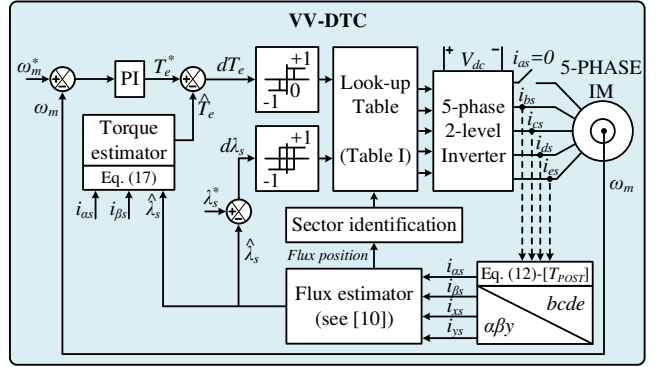 VV-DTC
ω*m
ωm
PI
T*e
T̂e
dTe
+1
0
-1
Look-up
Table
(Table I)
+ Vdc −
5-phase
2-level
Inverter
ias=0
5-PHASE
IM
ibs
ics
ids
ies
ωm
Torque
estimator
Eq. (17)
iαs
iβs
λ̂s
dλs
+1
-1
λ*s
λ̂s
Sector identification
Flux position
Flux estimator
(see [10])
iαs
iβs
ixs
iys
Eq. (12)-[TPOST]
bcde
αβy